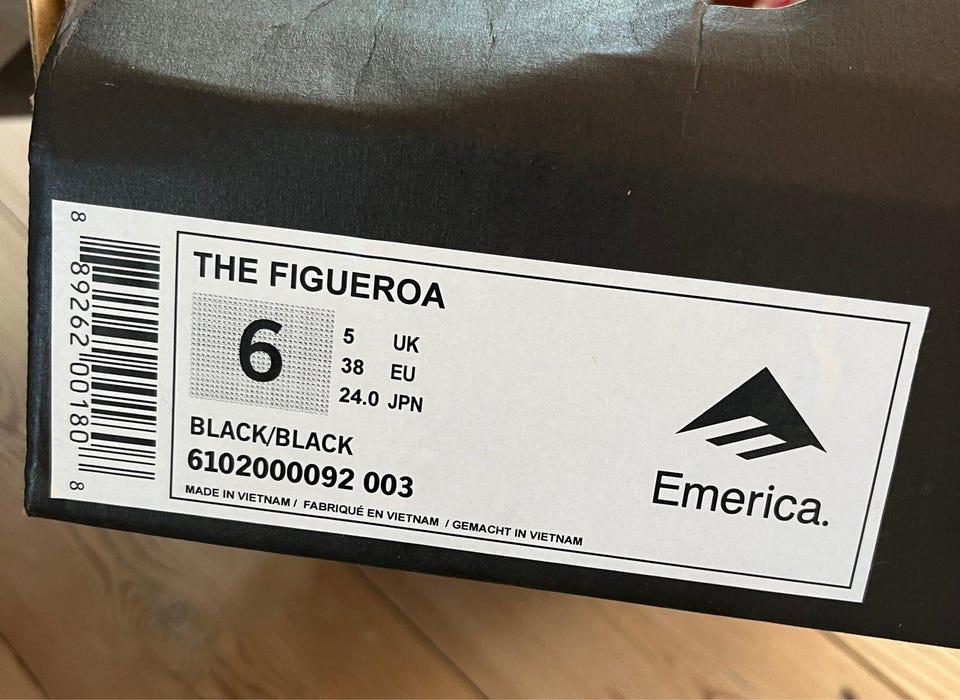 8 89262 00180 8
THE FIGUEROA
6
5 UK
38 EU
24.0 JPN
BLACK/BLACK
6102000092 003
MADE IN VIETNAM / FABRIQUÉ EN VIETNAM / GEMACHT IN VIETNAM
Emerica.